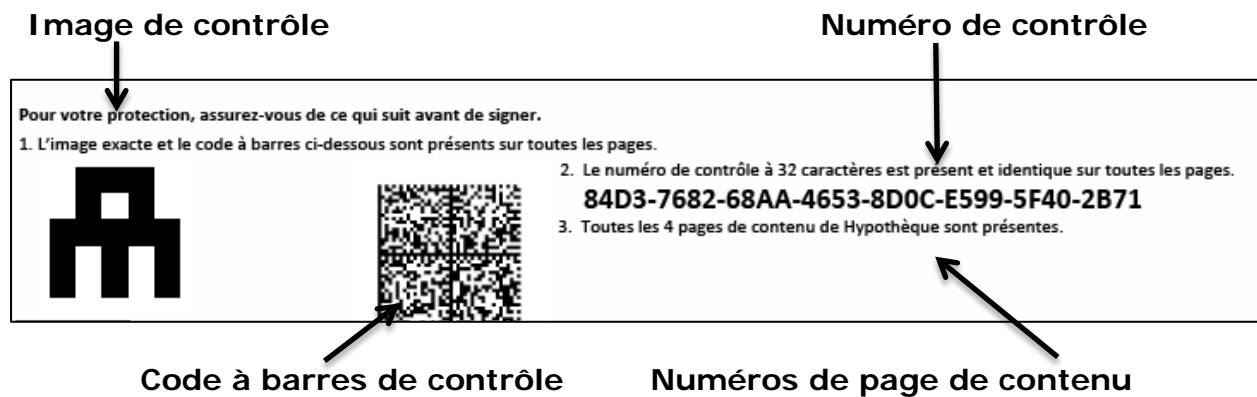 Image de contrôle
Numéro de contrôle
Pour votre protection, assurez-vous de ce qui suit avant de signer.
1. L'image exacte et le code à barres ci-dessous sont présents sur toutes les pages.
2. Le numéro de contrôle à 32 caractères est présent et identique sur toutes les pages.
84D3-7682-68AA-4653-8D0C-E599-5F40-2B71
3. Toutes les 4 pages de contenu de Hypothèque sont présentes.
Code à barres de contrôle
Numéros de page de contenu